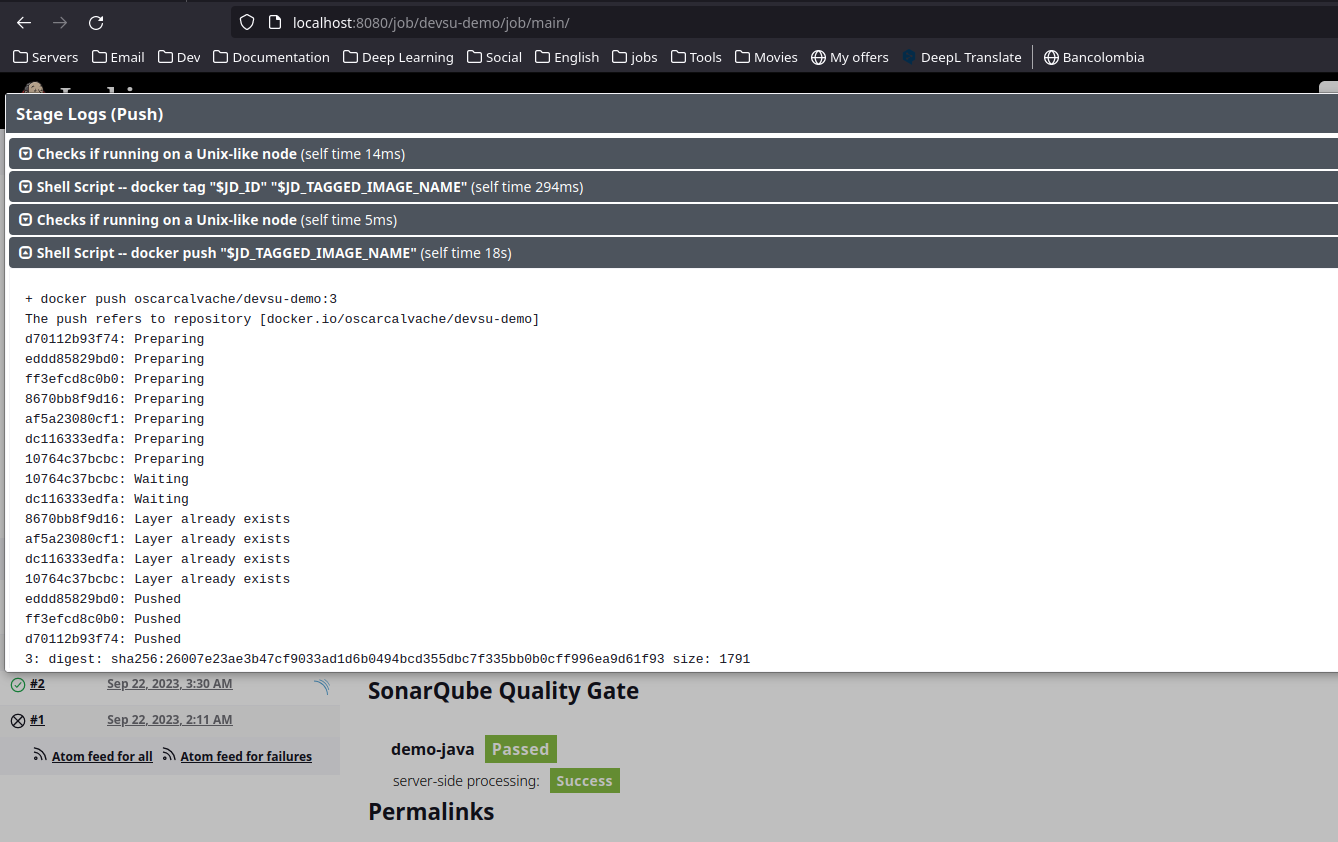 localhost:8080/job/devsu-demo/job/main/
Servers Email Dev Documentation Deep Learning Social English jobs Tools Movies My offers DeepL Translate Bancolombia
Stage Logs (Push)
Checks if running on a Unix-like node (self time 14ms)
Shell Script -- docker tag "$JD_ID" "$JD_TAGGED_IMAGE_NAME" (self time 294ms)
Checks if running on a Unix-like node (self time 5ms)
Shell Script -- docker push "$JD_TAGGED_IMAGE_NAME" (self time 18s)
+ docker push oscarcalvache/devsu-demo:3
The push refers to repository [docker.io/oscarcalvache/devsu-demo]
d70112b93f74: Preparing
eddd85829bd0: Preparing
ff3efcd8c0b0: Preparing
8670bb8f9d16: Preparing
af5a23080cf1: Preparing
dc116333edfa: Preparing
10764c37bcbc: Preparing
10764c37bcbc: Waiting
dc116333edfa: Waiting
8670bb8f9d16: Layer already exists
af5a23080cf1: Layer already exists
dc116333edfa: Layer already exists
10764c37bcbc: Layer already exists
eddd85829bd0: Pushed
ff3efcd8c0b0: Pushed
d70112b93f74: Pushed
3: digest: sha256:26007e23ae3b47cf9033ad1d6b0494bcd355dbc7f335bb0b0cff996ea9d61f93 size: 1791
#2 Sep 22, 2023, 3:30 AM
#1 Sep 22, 2023, 2:11 AM
Atom feed for all Atom feed for failures
SonarQube Quality Gate
demo-java Passed
server-side processing: Success
Permalinks